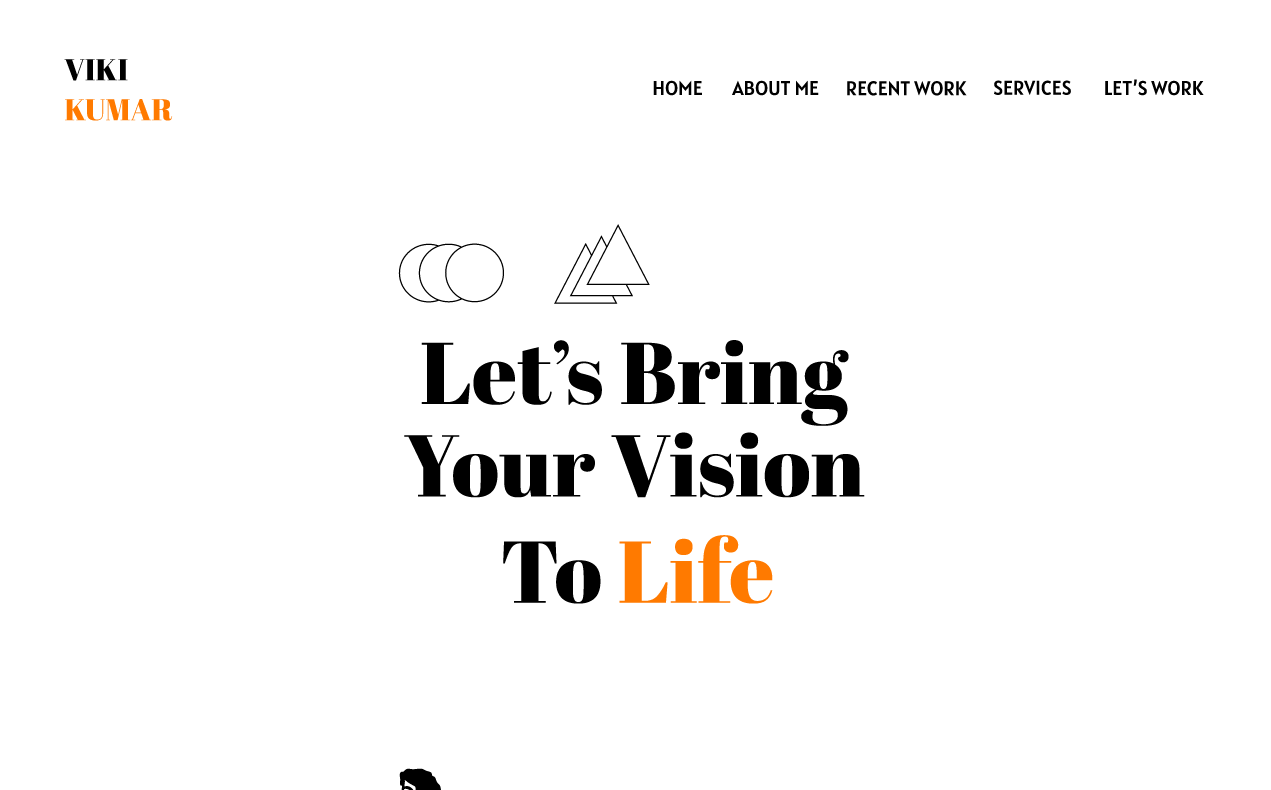 VIKI
KUMAR
HOME ABOUT ME RECENT WORK SERVICES LET'S WORK
Let’s Bring
Your Vision
To Life